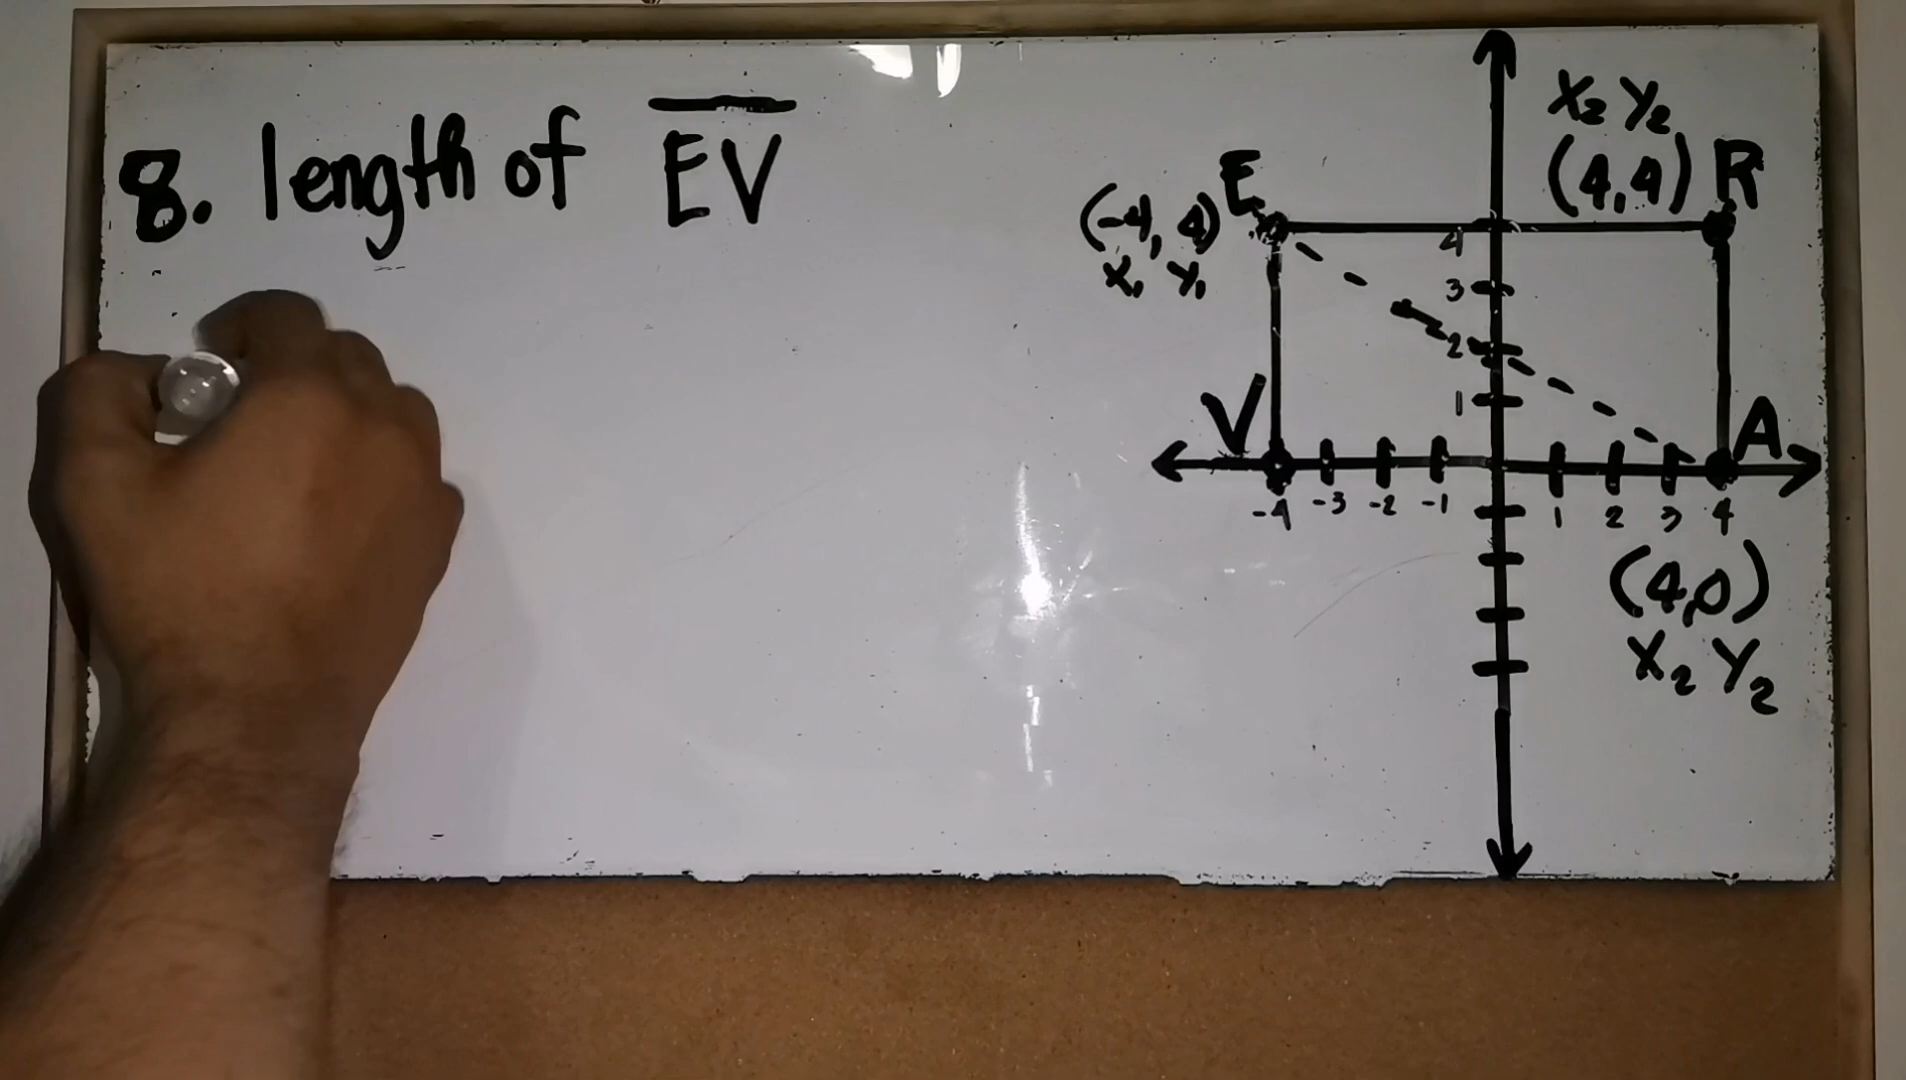 8. length of EV
X₂ Y₂
(4,4) R
E
(-4, 4)
X₁ Y₁
4
3
2
1
V
A
-4 -3 -2 -1 1 2 3 4
(4,0)
X₂ Y₂